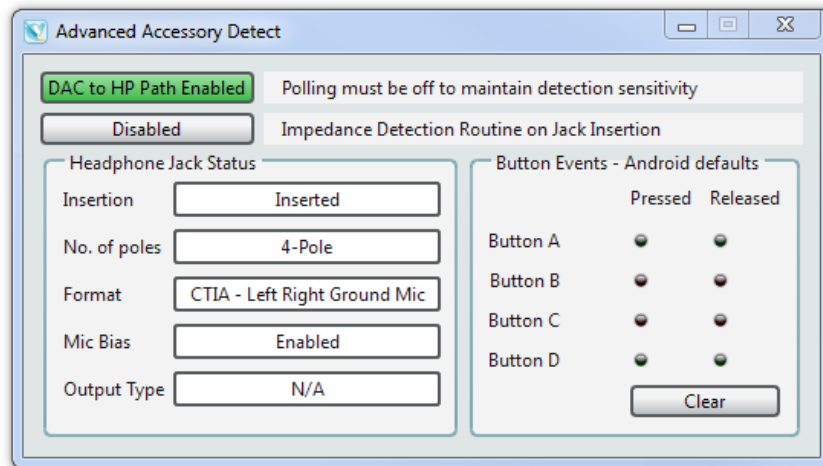 Advanced Accessory Detect
DAC to HP Path Enabled Polling must be off to maintain detection sensitivity
Disabled Impedance Detection Routine on Jack Insertion
Headphone Jack Status
Insertion Inserted
No. of poles 4-Pole
Format CTIA - Left Right Ground Mic
Mic Bias Enabled
Output Type N/A
Button Events - Android defaults
Pressed Released
Button A
Button B
Button C
Button D
Clear